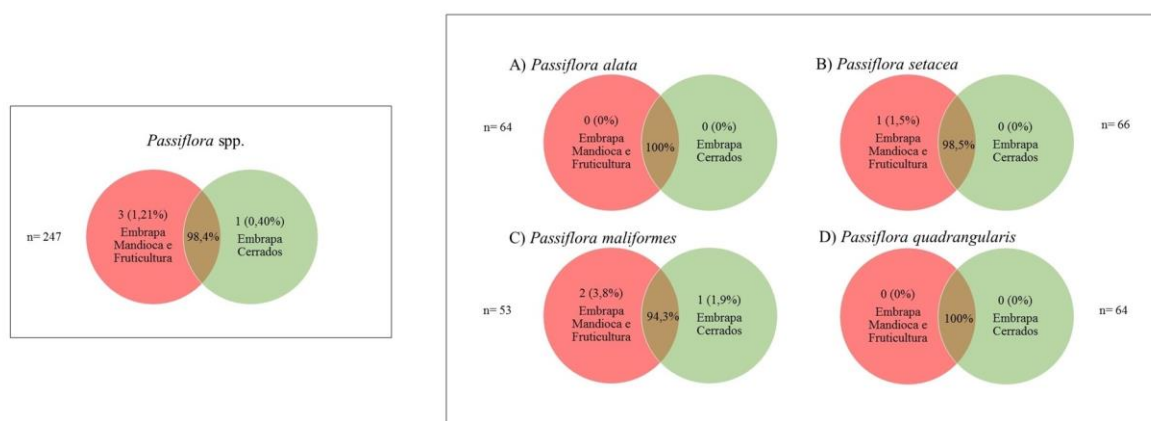 Passiflora spp.
n= 247
3 (1,21%)
Embrapa
Mandioca e
Fruticultura
98,4%
1 (0,40%)
Embrapa
Cerrados
A) Passiflora alata
n= 64
0 (0%)
Embrapa
Mandioca e
Fruticultura
100%
0 (0%)
Embrapa
Cerrados
B) Passiflora setacea
1 (1,5%)
Embrapa
Mandioca e
Fruticultura
98,5%
0 (0%)
Embrapa
Cerrados
n= 66
C) Passiflora maliformes
n= 53
2 (3,8%)
Embrapa
Mandioca e
Fruticultura
94,3%
1 (1,9%)
Embrapa
Cerrados
D) Passiflora quadrangularis
0 (0%)
Embrapa
Mandioca e
Fruticultura
100%
0 (0%)
Embrapa
Cerrados
n= 64